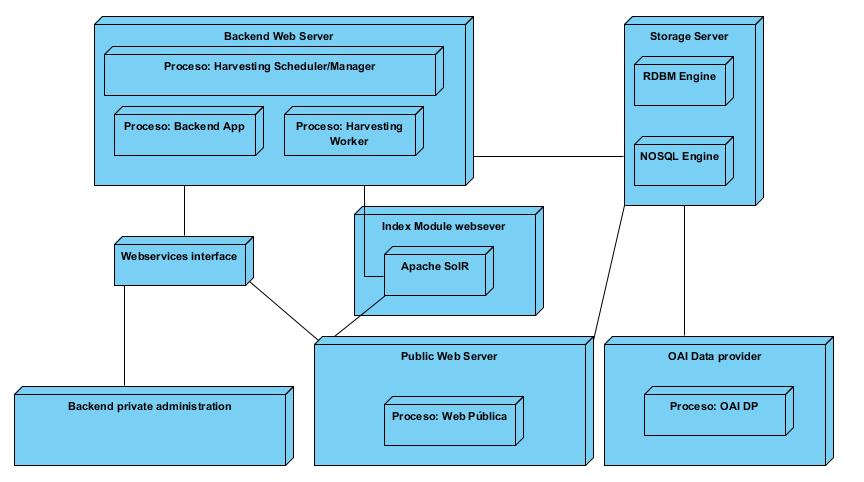 Backend Web Server
Proceso: Harvesting Scheduler/Manager
Proceso: Backend App
Proceso: Harvesting
Worker
Storage Server
RDBM Engine
NOSQL Engine
Index Module websever
Apache SolR
Webservices interface
Public Web Server
Proceso: Web Pública
OAI Data provider
Proceso: OAI DP
Backend private administration